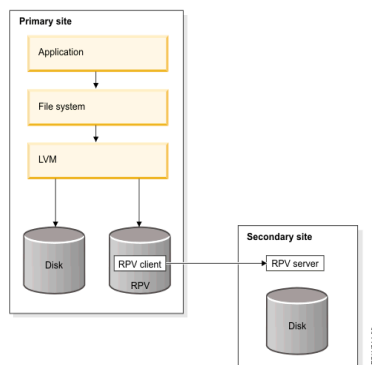 Primary site
Application
File system
LVM
Disk
RPV client
RPV
Secondary site
RPV server
Disk